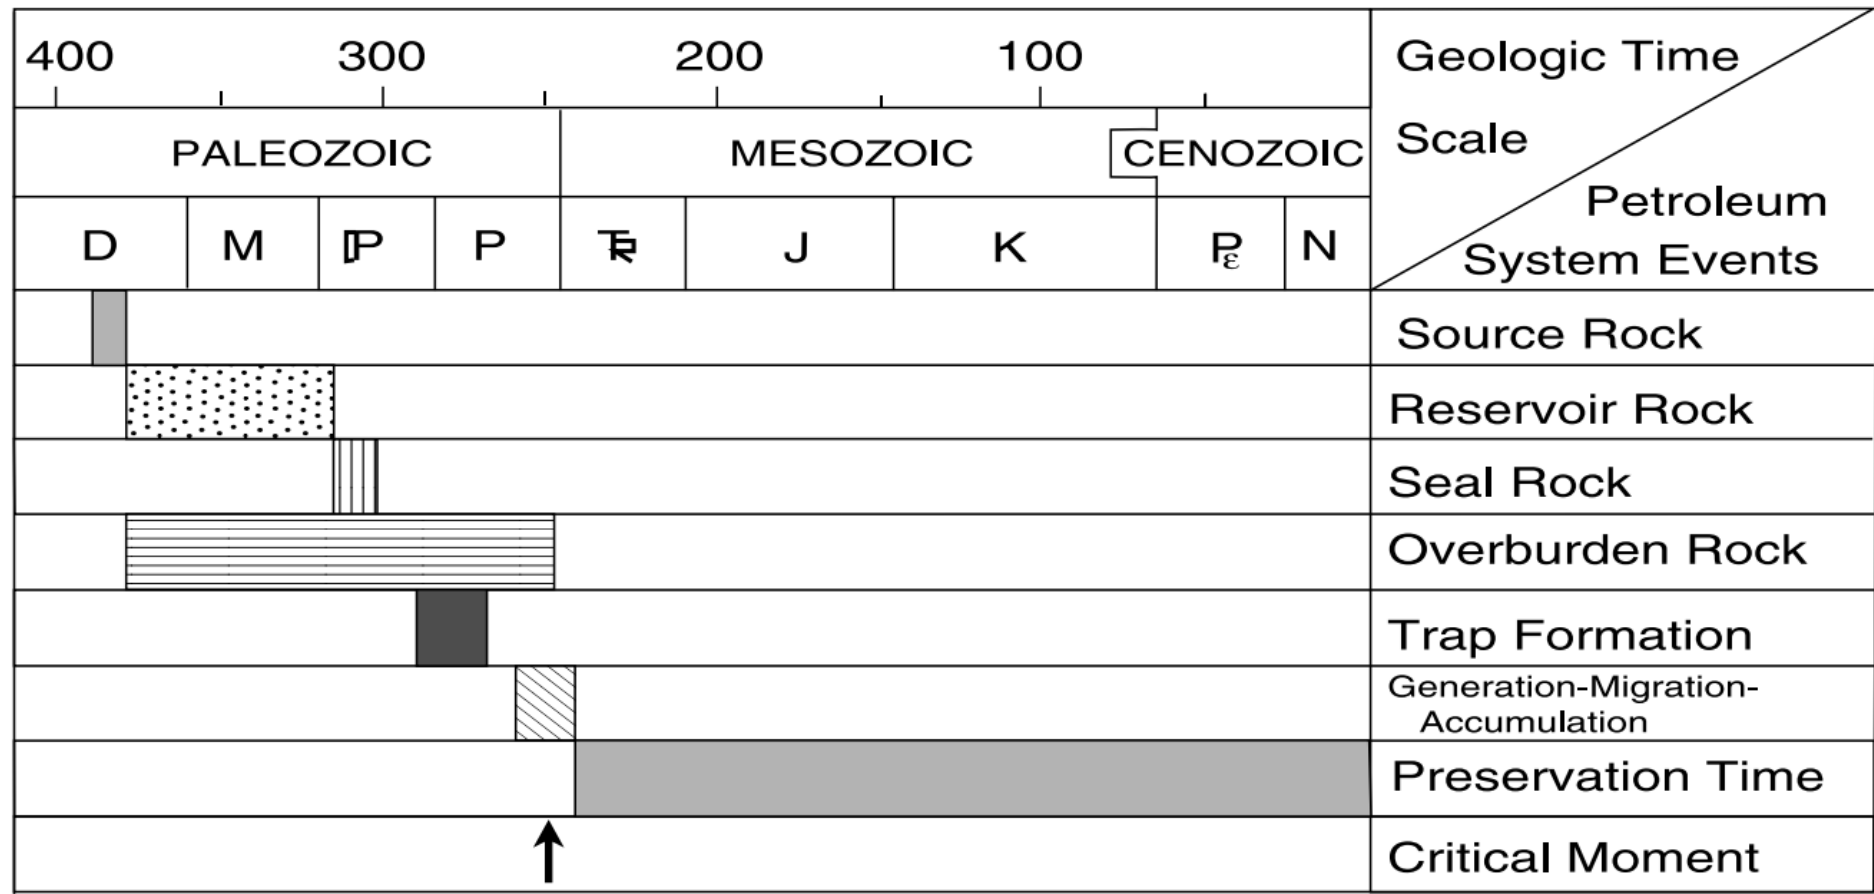 400 300 200 100
Geologic Time
Scale
Petroleum
System Events
PALEOZOIC MESOZOIC CENOZOIC
D M P P J K N
Source Rock
Reservoir Rock
Seal Rock
Overburden Rock
Trap Formation
Generation-Migration-
Accumulation
Preservation Time
Critical Moment